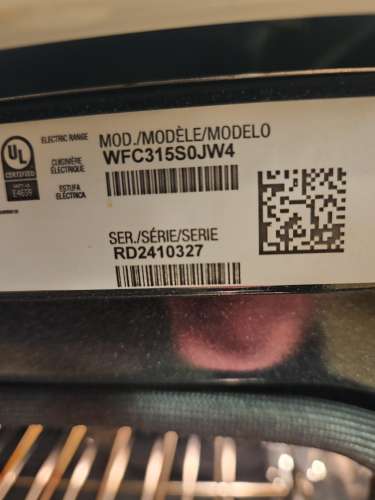 ELECTRIC RANGE
CUISINIÈRE
ÉLECTRIQUE
ESTUFA
ELÉCTRICA
UL
CERTIFIED
MOD./MODÈLE/MODELO
WFC315S0JW4
SER./SÉRIE/SERIE
RD2410327